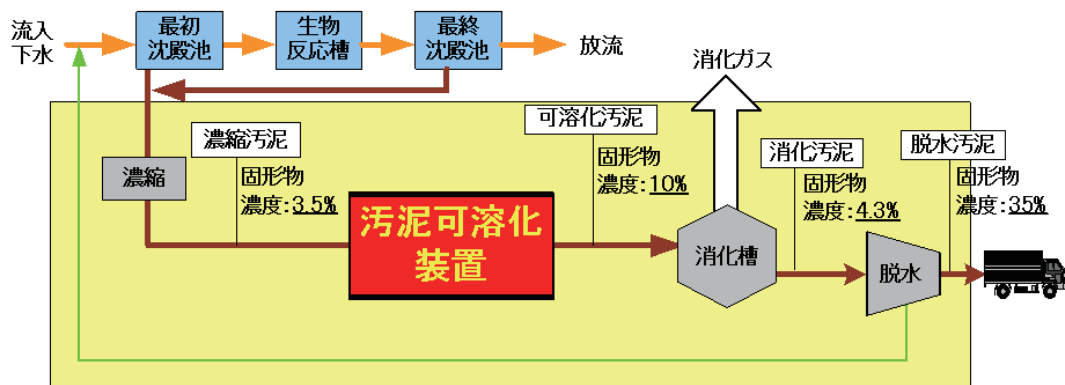 流入
下水
最初
沈殿池
生物
反応槽
最終
沈殿池
放流
消化ガス
濃縮
濃縮汚泥
固形物
濃度:3.5%
汚泥可溶化
装置
可溶化汚泥
固形物
濃度:10%
消化槽
消化汚泥
固形物
濃度:4.3%
脱水
脱水汚泥
固形物
濃度:35%